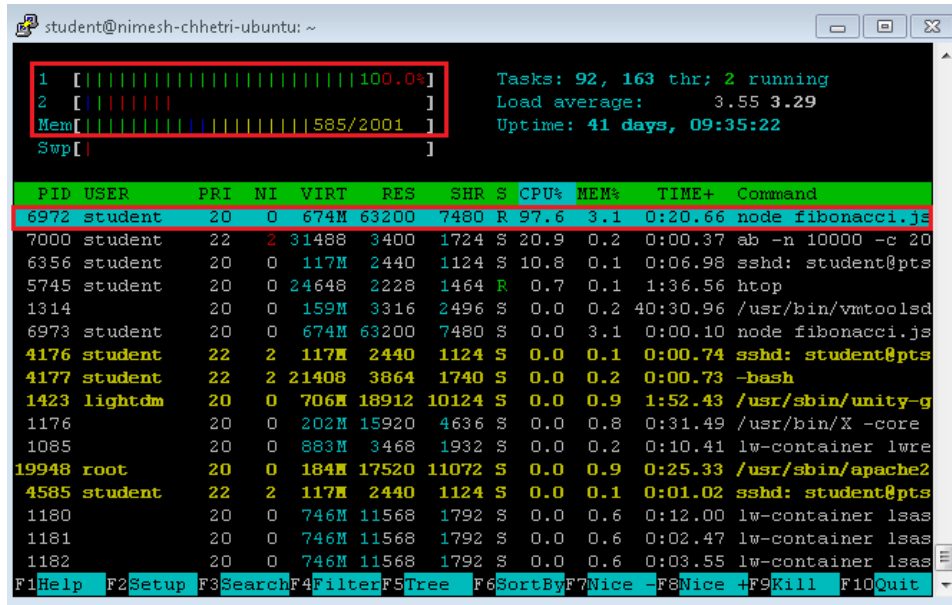 student@nimesh-chhetri-ubuntu: ~
1 [||||||||||||||||||||||||100.0%] Tasks: 92, 163 thr; 2 running
2 [|||||||| ] Load average: 3.55 3.29
Mem[||||||||||||||||||||585/2001 ] Uptime: 41 days, 09:35:22
Swp[| ]
PID USER PRI NI VIRT RES SHR S CPU% MEM% TIME+ Command
6972 student 20 0 674M 63200 7480 R 97.6 3.1 0:20.66 node fibonacci.js
7000 student 22 2 31488 3400 1724 S 20.9 0.2 0:00.37 ab -n 10000 -c 20
6356 student 20 0 117M 2440 1124 S 10.8 0.1 0:06.98 sshd: student@pts
5745 student 20 0 24648 2228 1464 R 0.7 0.1 1:36.56 htop
1314 20 0 159M 3316 2496 S 0.0 0.2 40:30.96 /usr/bin/vmtoolsd
6973 student 20 0 674M 63200 7480 S 0.0 3.1 0:00.10 node fibonacci.js
4176 student 22 2 117M 2440 1124 S 0.0 0.1 0:00.74 sshd: student@pts
4177 student 22 2 21408 3864 1740 S 0.0 0.2 0:00.73 -bash
1423 lightdm 20 0 706M 18912 10124 S 0.0 0.9 1:52.43 /usr/sbin/unity-g
1176 20 0 202M 15920 4636 S 0.0 0.8 0:31.49 /usr/bin/X -core
1085 20 0 883M 3468 1932 S 0.0 0.2 0:10.41 lw-container lwre
19948 root 20 0 184M 17520 11072 S 0.0 0.9 0:25.33 /usr/sbin/apache2
4585 student 22 2 117M 2440 1124 S 0.0 0.1 0:01.02 sshd: student@pts
1180 20 0 746M 11568 1792 S 0.0 0.6 0:12.00 lw-container lsas
1181 20 0 746M 11568 1792 S 0.0 0.6 0:02.47 lw-container lsas
1182 20 0 746M 11568 1792 S 0.0 0.6 0:03.55 lw-container lsas
F1Help F2Setup F3SearchF4FilterF5Tree F6SortByF7Nice -F8Nice +F9Kill F10Quit